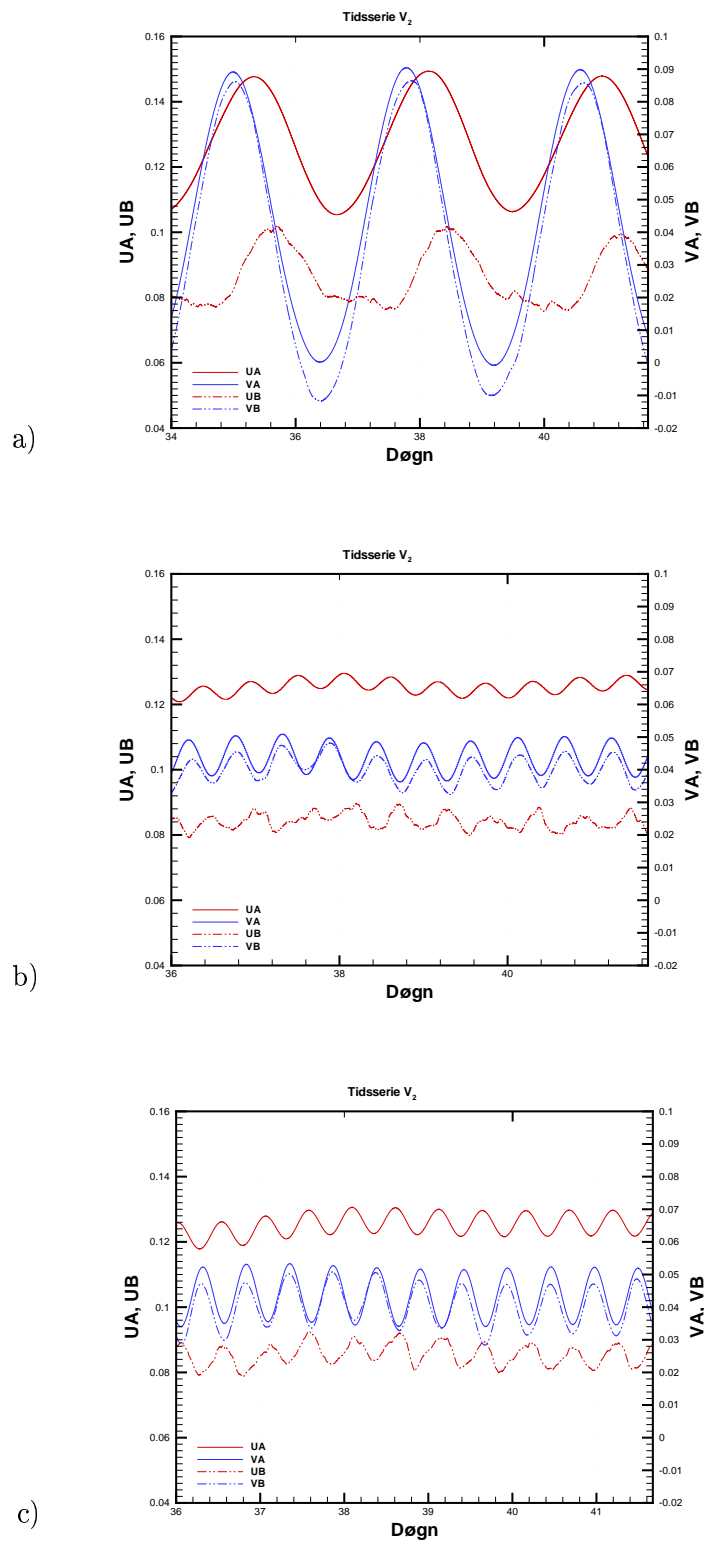 Tidsserie V₂
0.16
0.14
0.12
0.1
0.08
0.06
0.04
UA, UB
0.1
0.09
0.08
0.07
0.06
0.05
0.04
0.03
0.02
0.01
0
-0.01
-0.02
VA, VB
UA
VA
UB
VB
34 36 38 40
Døgn
a)
Tidsserie V₂
0.16
0.14
0.12
0.1
0.08
0.06
0.04
UA, UB
0.1
0.09
0.08
0.07
0.06
0.05
0.04
0.03
0.02
0.01
0
-0.01
-0.02
VA, VB
UA
VA
UB
VB
36 38 40
Døgn
b)
Tidsserie V₂
0.16
0.14
0.12
0.1
0.08
0.06
0.04
UA, UB
0.1
0.09
0.08
0.07
0.06
0.05
0.04
0.03
0.02
0.01
0
-0.01
-0.02
VA, VB
UA
VA
UB
VB
36 37 38 39 40 41
Døgn
c)